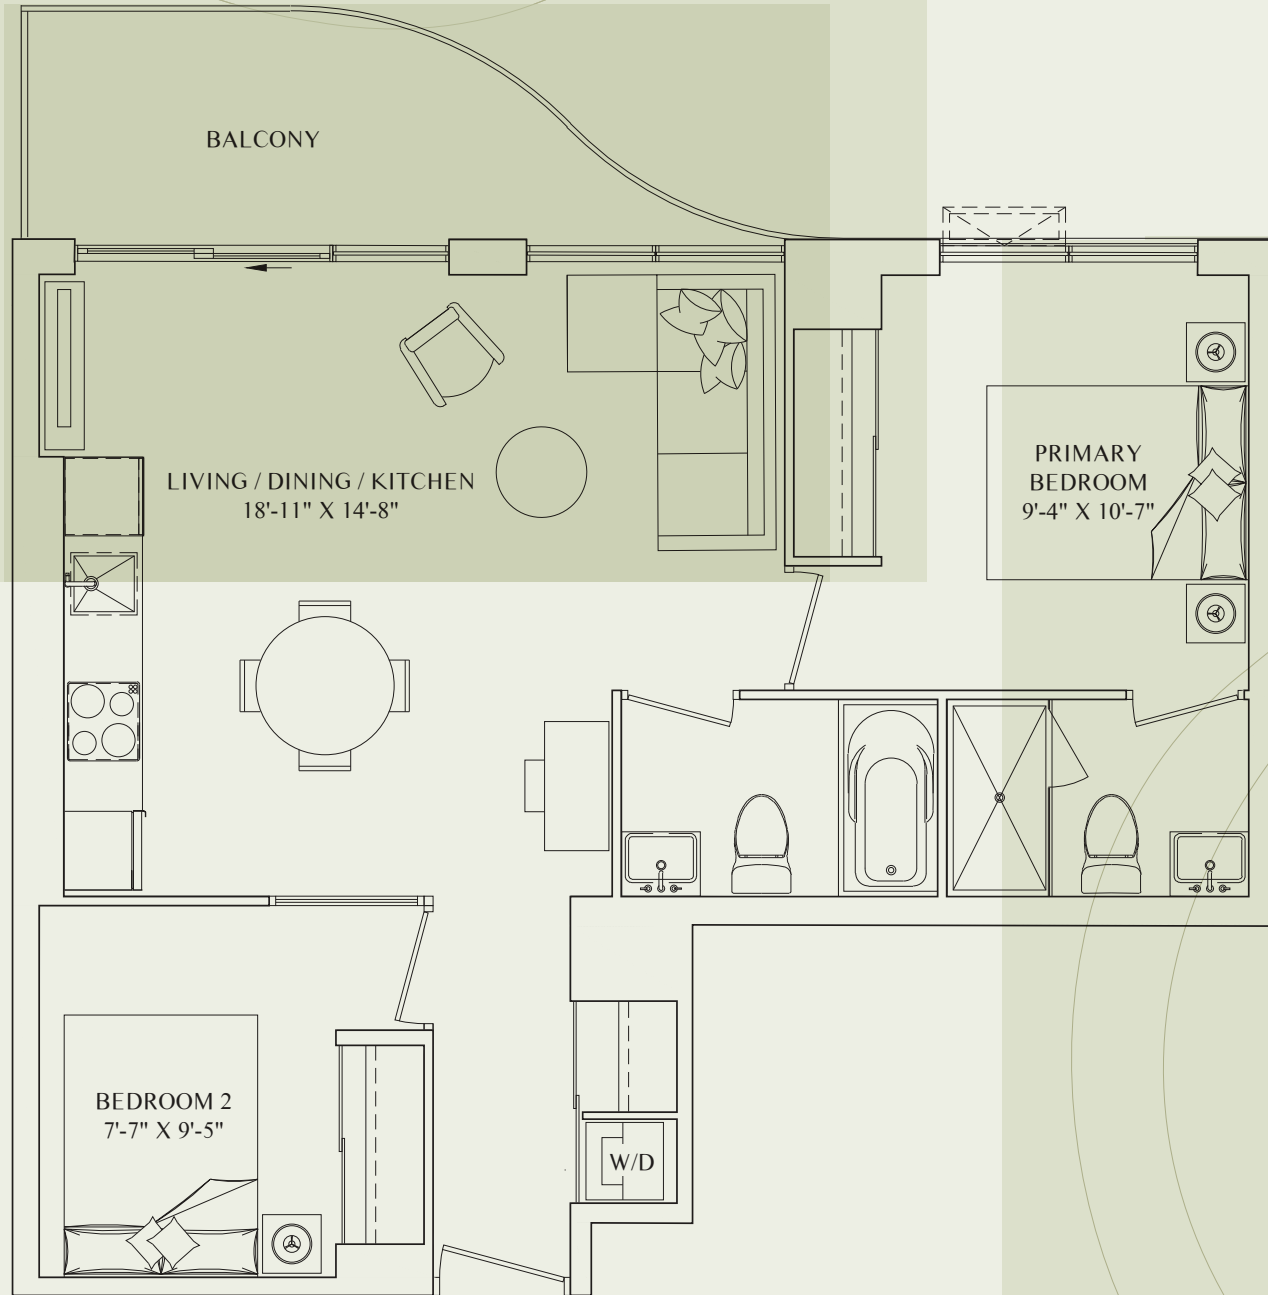 BALCONY
LIVING / DINING / KITCHEN
18'-11" X 14'-8"
PRIMARY
BEDROOM
9'-4" X 10'-7"
BEDROOM 2
7'-7" X 9'-5"
W/D